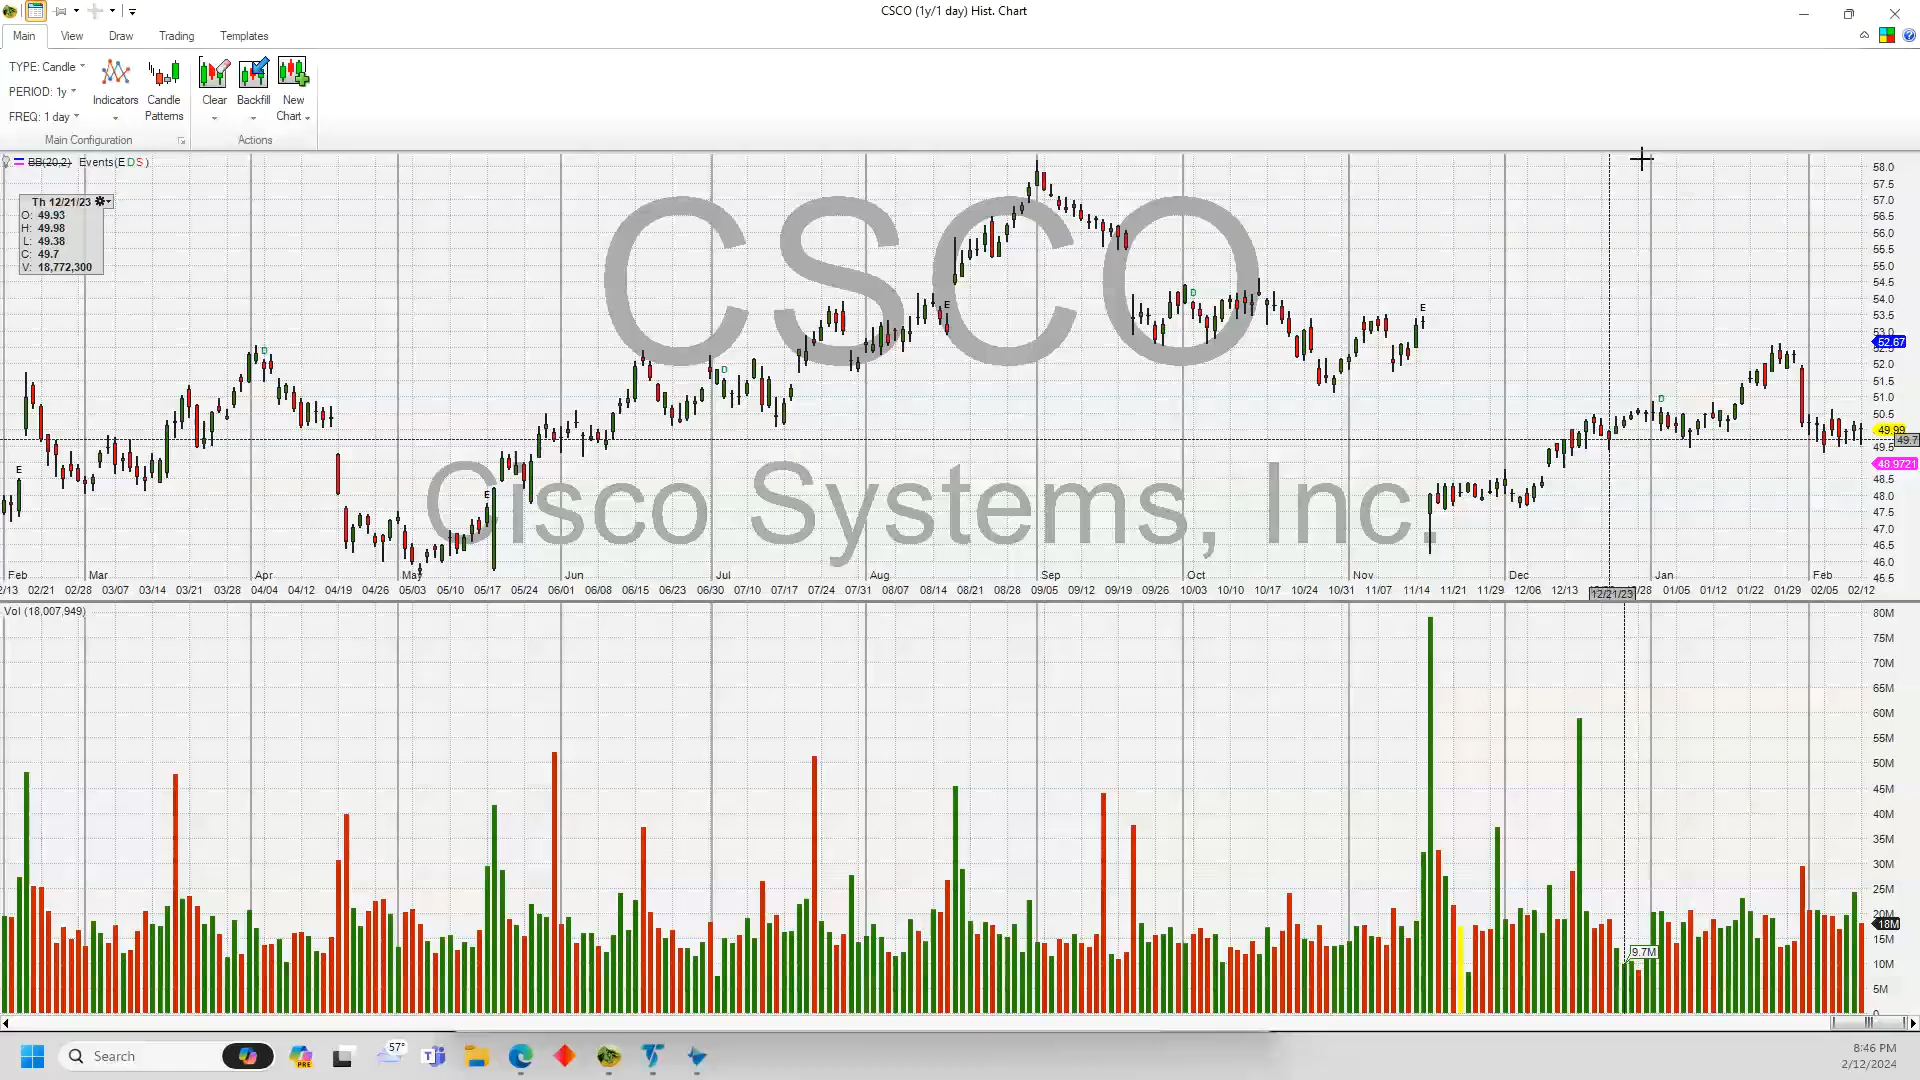 CSCO (1y/1 day) Hist. Chart
Main View Draw Trading Templates
TYPE: Candle
PERIOD: 1y
FREQ: 1 day
Indicators
Candle Patterns
Clear
Backfill
New Chart
Main Configuration
Actions
BB(20,2) Events(E D S)
Th 12/21/23
O: 49.93
H: 49.98
L: 49.38
C: 49.7
V: 18,772,300
CSCO
Cisco Systems, Inc.
E
D
E
D
E
D
E
D
58.0
57.5
57.0
56.5
56.0
55.5
55.0
54.5
54.0
53.5
53.0
52.67
52.0
51.5
51.0
50.5
49.99
49.7
49.5
48.9721
48.5
48.0
47.5
47.0
46.5
46.0
45.5
Feb Mar Apr May Jun Jul Aug Sep Oct Nov Dec Jan Feb
2/13 02/21 02/28 03/07 03/14 03/21 03/28 04/04 04/12 04/19 04/26 05/03 05/10 05/17 05/24 06/01 06/08 06/15 06/23 06/30 07/10 07/17 07/24 07/31 08/07 08/14 08/21 08/28 09/05 09/12 09/19 09/26 10/03 10/10 10/17 10/24 10/31 11/07 11/14 11/21 11/29 12/06 12/13 12/21/23 /28 01/05 01/12 01/22 01/29 02/05 02/12
Vol (18,007,949)
80M
75M
70M
65M
60M
55M
50M
45M
40M
35M
30M
25M
20M
18M
15M
10M
5M
0
9.7M
Search
PRE
57°
8:46 PM
2/12/2024